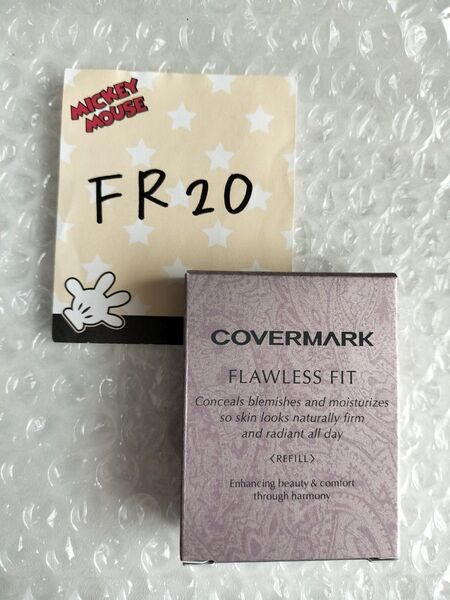 MICKEY
MOUSE
FR20
COVERMARK
FLAWLESS FIT
Conceals blemishes and moisturizes
so skin looks naturally firm
and radiant all day
〈REFILL〉
Enhancing beauty & comfort
through harmony